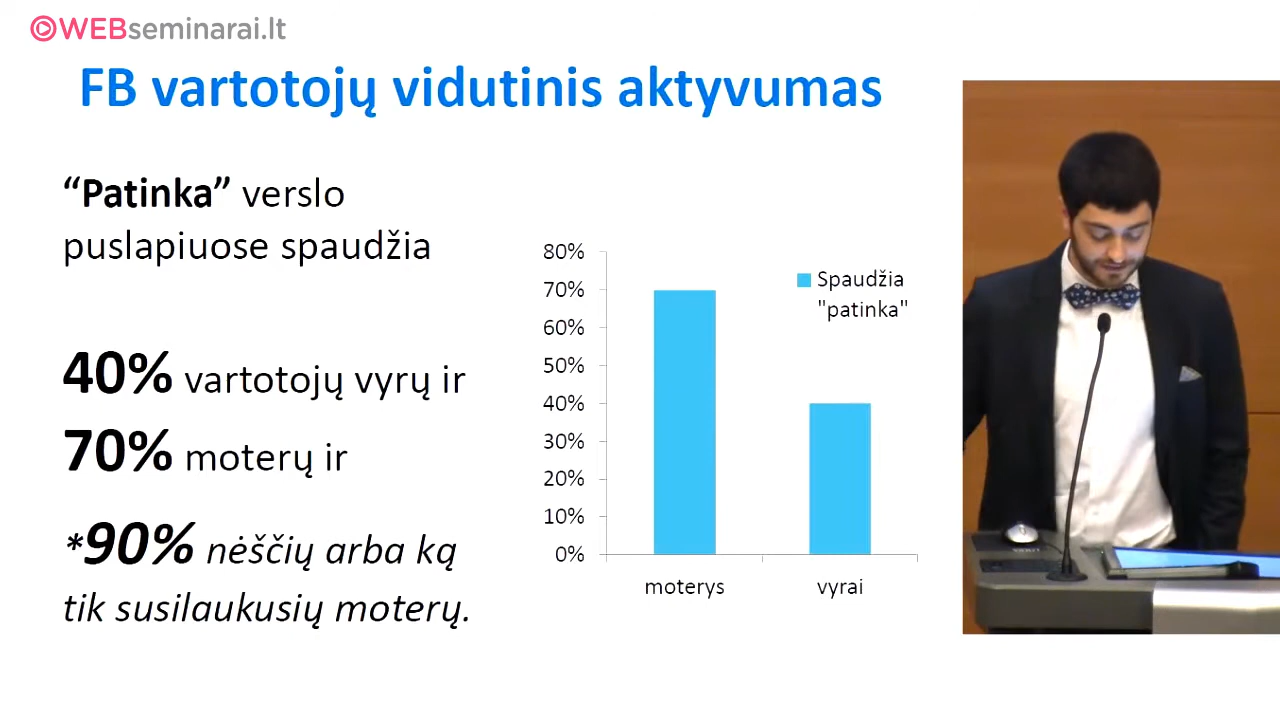 WEBseminarai.lt
FB vartotojų vidutinis aktyvumas
“Patinka” verslo
puslapiuose spaudžia
40% vartotojų vyrų ir
70% moterų ir
*90% nėščių arba ką
tik susilaukusių moterų.
80%
70%
60%
50%
40%
30%
20%
10%
0%
moterys
vyrai
Spaudžia
"patinka"